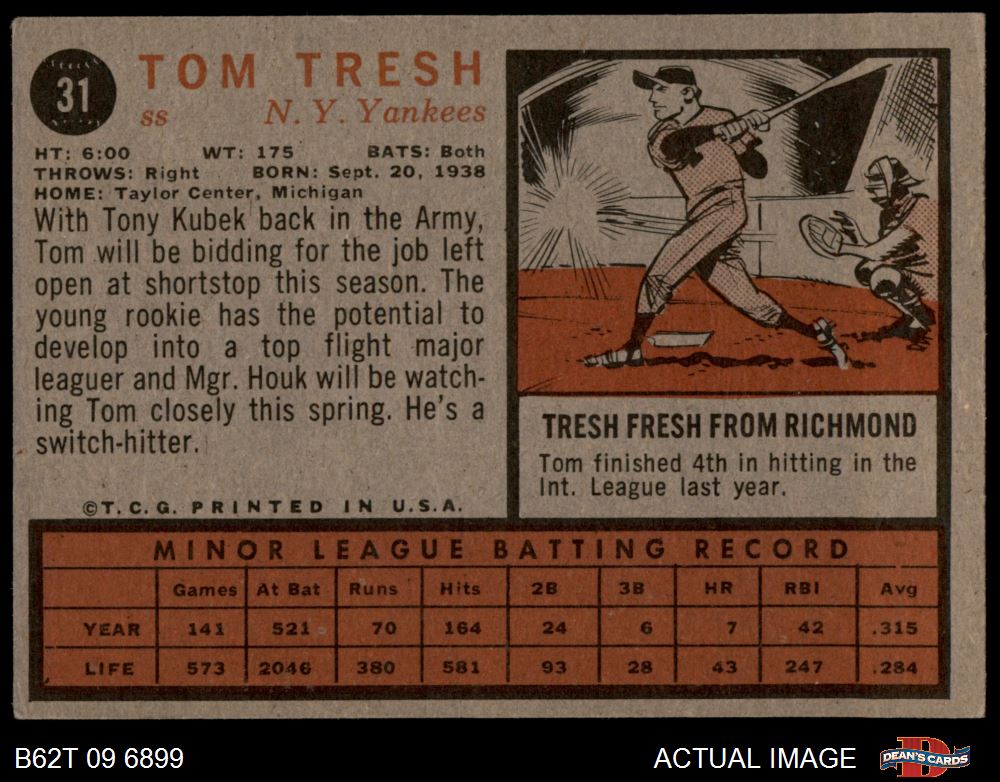 31
TOM TRESH
ss N. Y. Yankees
HT: 6:00 WT: 175 BATS: Both
THROWS: Right BORN: Sept. 20, 1938
HOME: Taylor Center, Michigan
With Tony Kubek back in the Army,
Tom will be bidding for the job left
open at shortstop this season. The
young rookie has the potential to
develop into a top flight major
leaguer and Mgr. Houk will be watch-
ing Tom closely this spring. He's a
switch-hitter.
©T.C.G. PRINTED IN U.S.A.
TRESH FRESH FROM RICHMOND
Tom finished 4th in hitting in the
Int. League last year.
MINOR LEAGUE BATTING RECORD
Games At Bat Runs Hits 2B 3B HR RBI Avg
YEAR 141 521 70 164 24 6 7 42 .315
LIFE 573 2046 380 581 93 28 43 247 .284
B62T 09 6899
ACTUAL IMAGE
D
DEAN'S CARDS